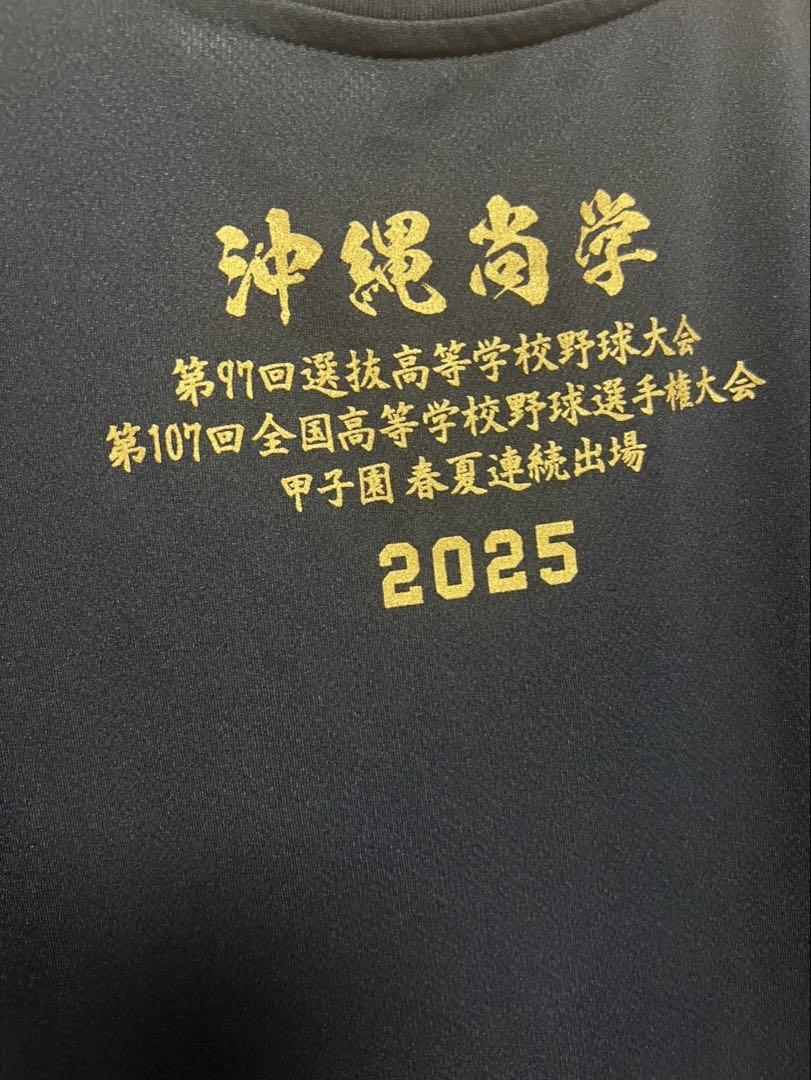 沖縄尚学
第97回選抜高等学校野球大会
第107回全国高等学校野球選手権大会
甲子園 春夏連続出場
2025